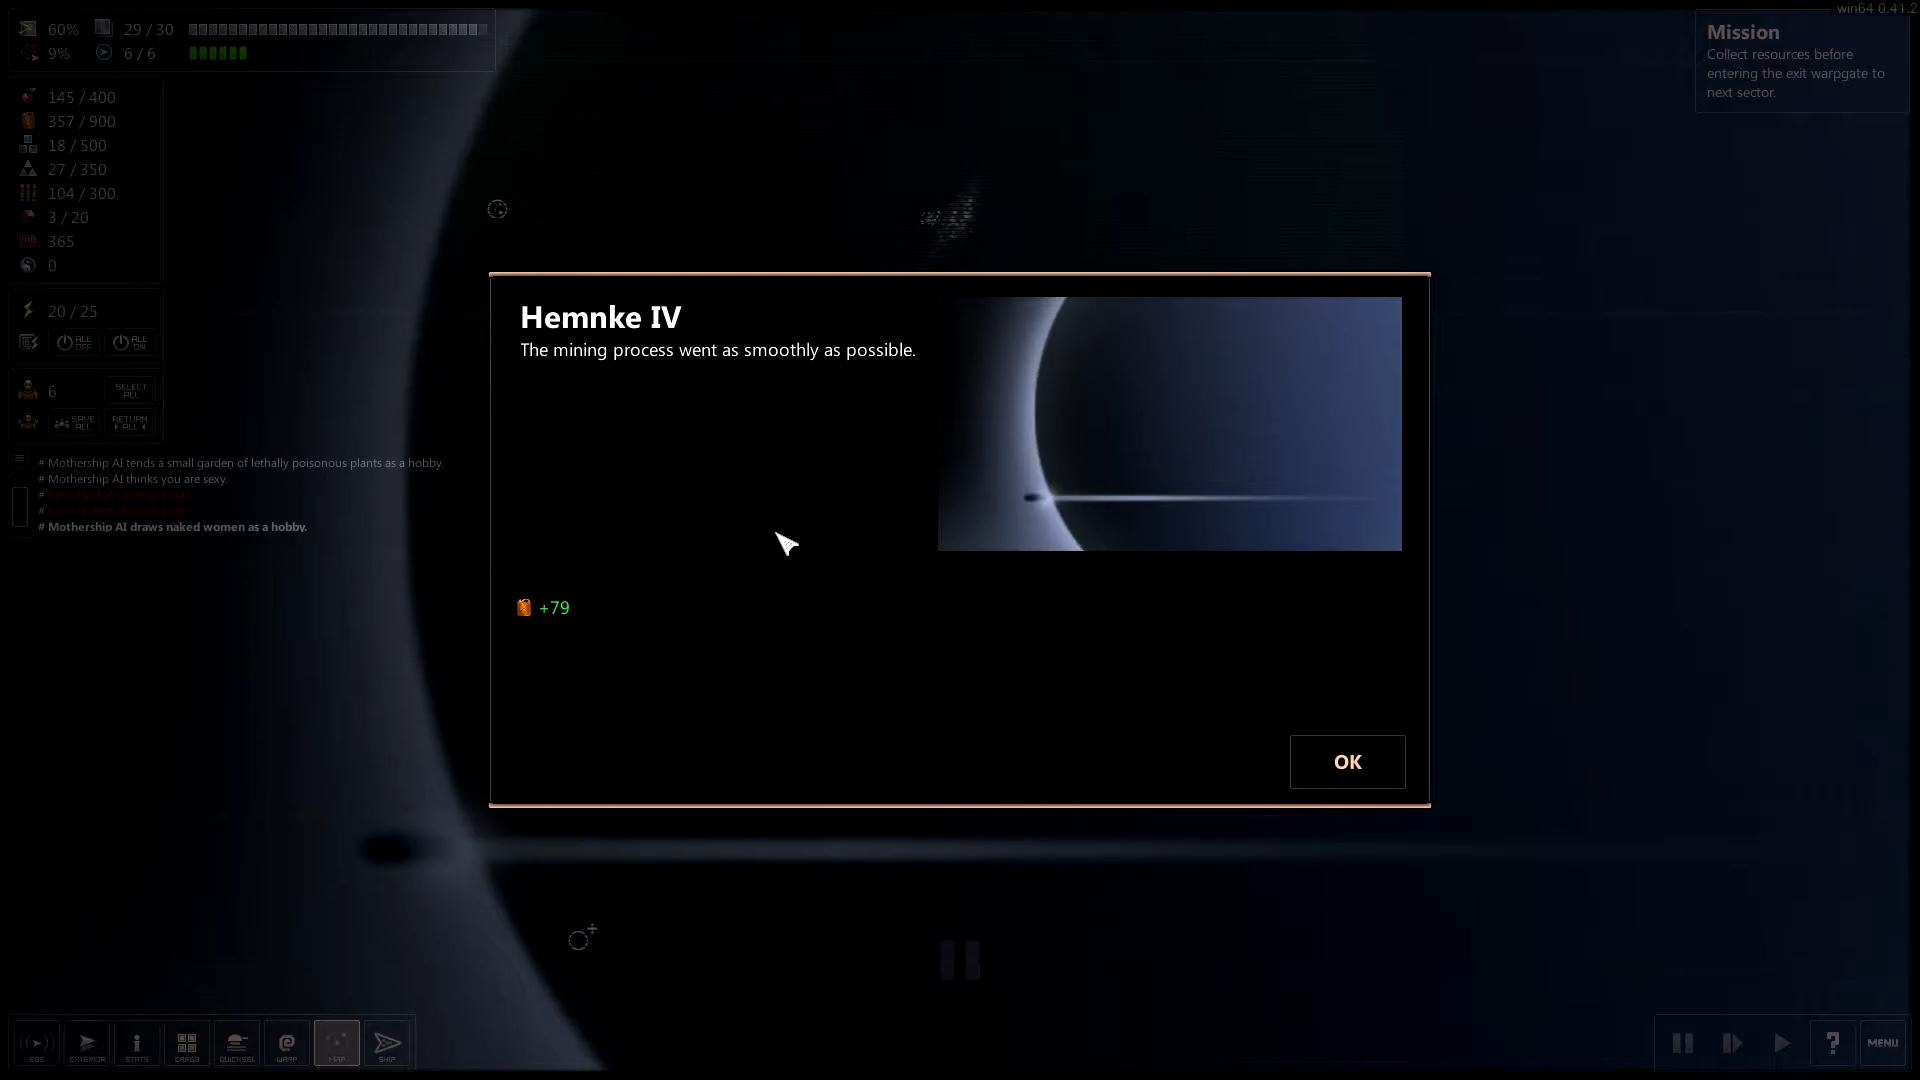 win64 0.41.2
60%
29 / 30
9%
6 / 6
Mission
Collect resources before
entering the exit warpgate to
next sector.
145 / 400
357 / 900
18 / 500
27 / 350
104 / 300
3 / 20
365
0
20 / 25
ALL OFF
ALL ON
6
SELECT ALL
SAVE ALL
RETURN ALL
# Mothership AI tends a small garden of lethally poisonous plants as a hobby.
# Mothership AI thinks you are sexy.
#
#
# Mothership AI draws naked women as a hobby.
Hemnke IV
The mining process went as smoothly as possible.
+79
OK
SOS
EXTERIOR
STATS
CARGO
QUICKSEL
WARP
MAP
SHIP
?
MENU